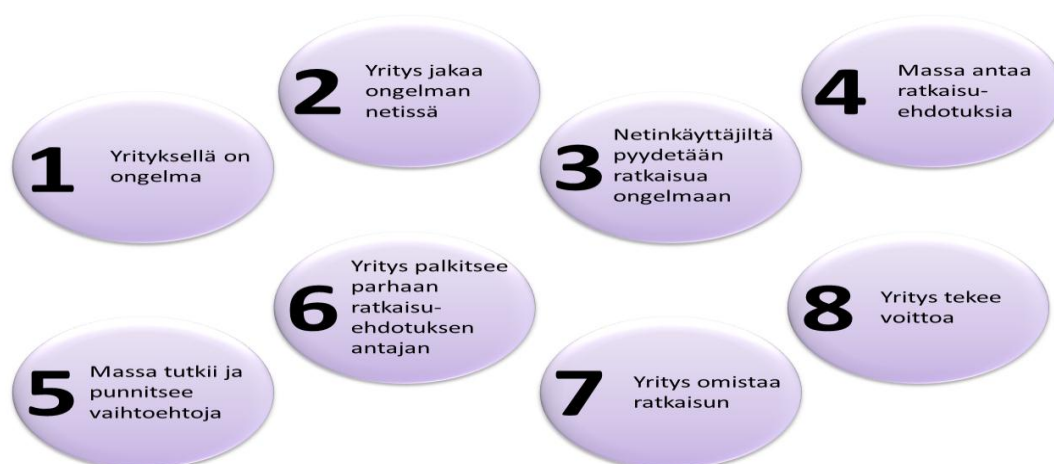 1
Yrityksellä on
ongelma
2
Yritys jakaa
ongelman
netissä
3
Netinkäyttäjiltä
pyydetään
ratkaisua
ongelmaan
4
Massa antaa
ratkaisu-
ehdotuksia
5
Massa tutkii ja
punnitsee
vaihtoehtoja
6
Yritys palkitsee
parhaan
ratkaisu-
ehdotuksen
antajan
7
Yritys omistaa
ratkaisun
8
Yritys tekee
voittoa